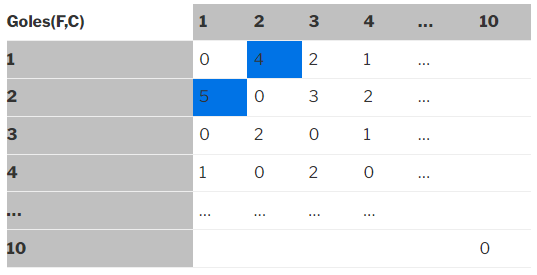 Goles(F,C) 1 2 3 4 ... 10
1 0 4 2 1 ...
2 5 0 3 2 ...
3 0 2 0 1 ...
4 1 0 2 0 ...
... ... ... ... ...
10 0